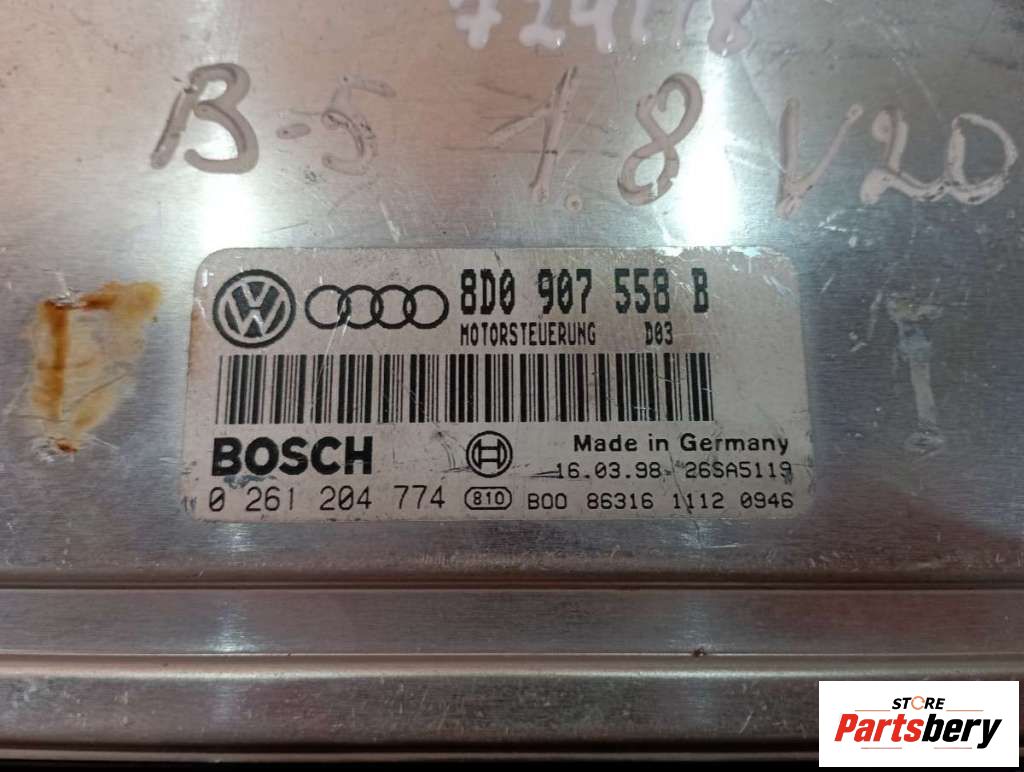 B-5 1.8 V20
8D0 907 558 B
MOTORSTEUERUNG D03
BOSCH
Made in Germany
16.03.98 26SA5119
0 261 204 774 810 B00 86316 1112 0946
STORE
Partsbery